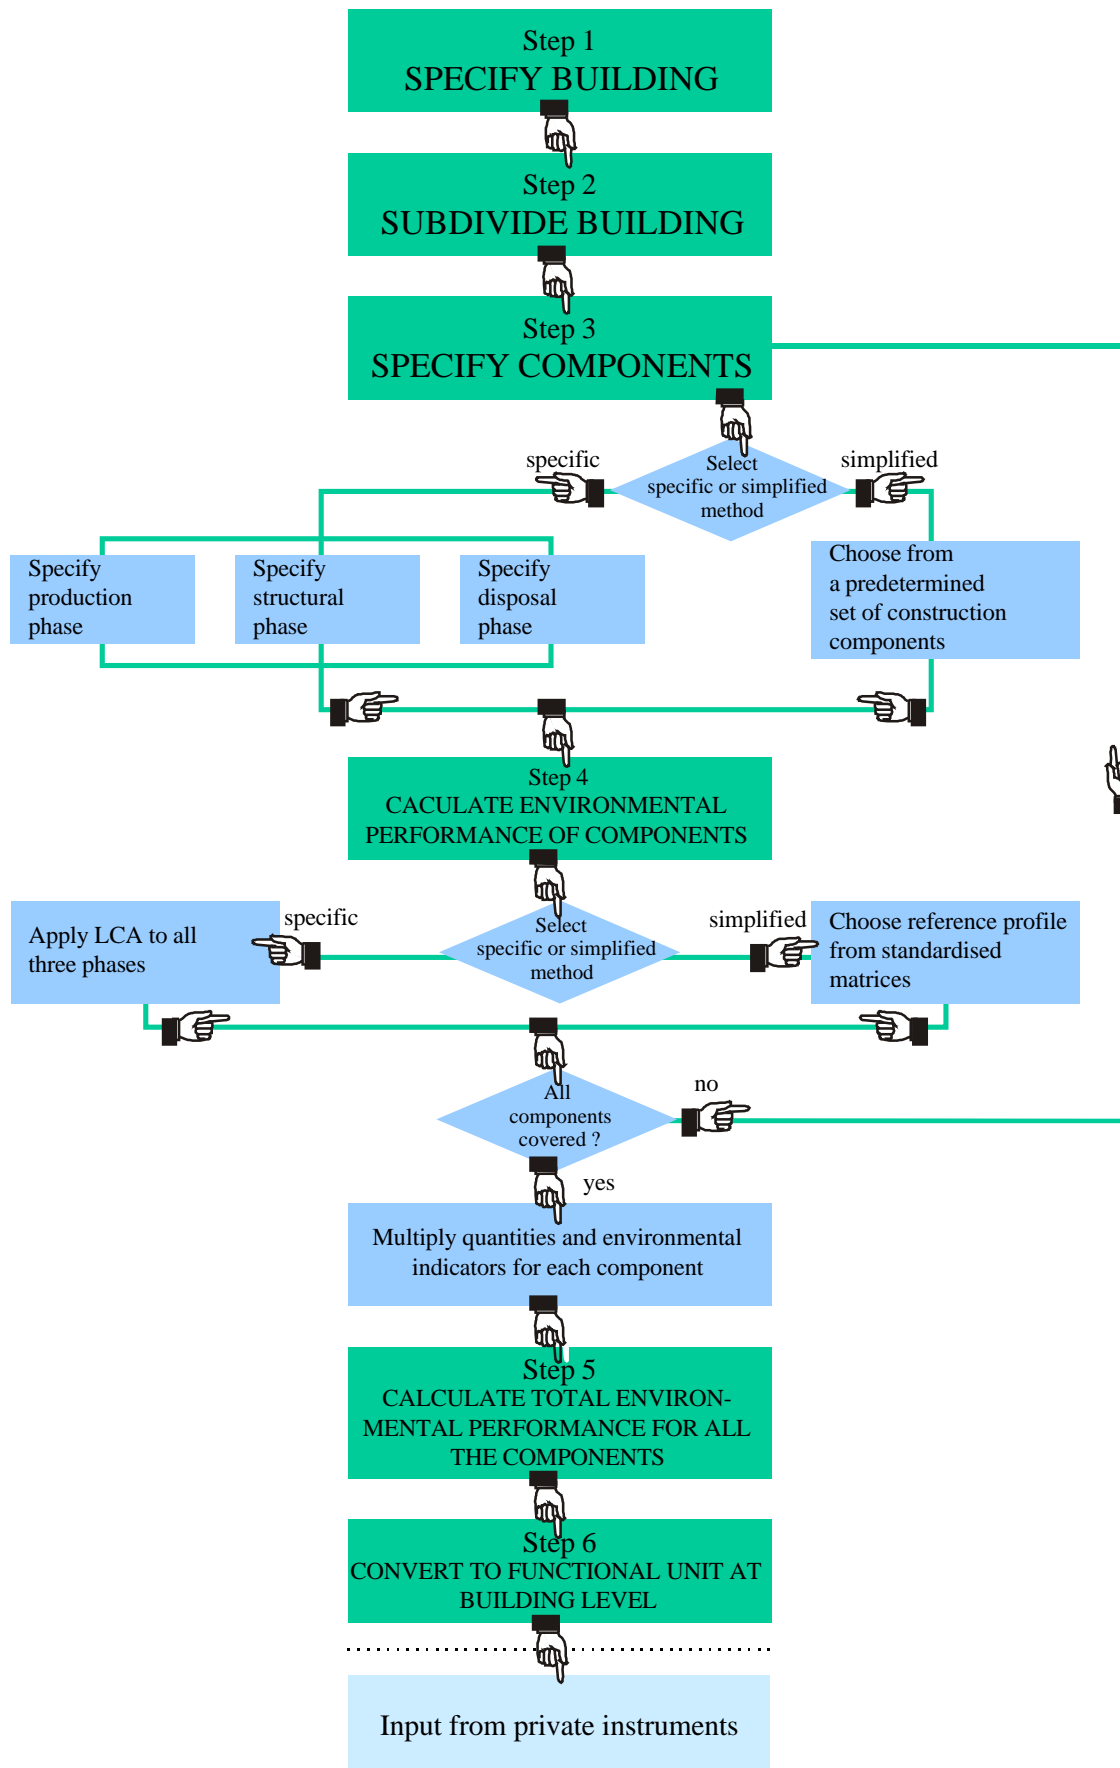 Step 1
SPECIFY BUILDING
Step 2
SUBDIVIDE BUILDING
Step 3
SPECIFY COMPONENTS
specific
Select
specific or simplified
method
simplified
Specify
production
phase
Specify
structural
phase
Specify
disposal
phase
Choose from
a predetermined
set of construction
components
Step 4
CACULATE ENVIRONMENTAL
PERFORMANCE OF COMPONENTS
Apply LCA to all
three phases
specific
Select
specific or simplified
method
simplified
Choose reference profile
from standardised
matrices
All
components
covered ?
no
yes
Multiply quantities and environmental
indicators for each component
Step 5
CALCULATE TOTAL ENVIRON-
MENTAL PERFORMANCE FOR ALL
THE COMPONENTS
Step 6
CONVERT TO FUNCTIONAL UNIT AT
BUILDING LEVEL
Input from private instruments